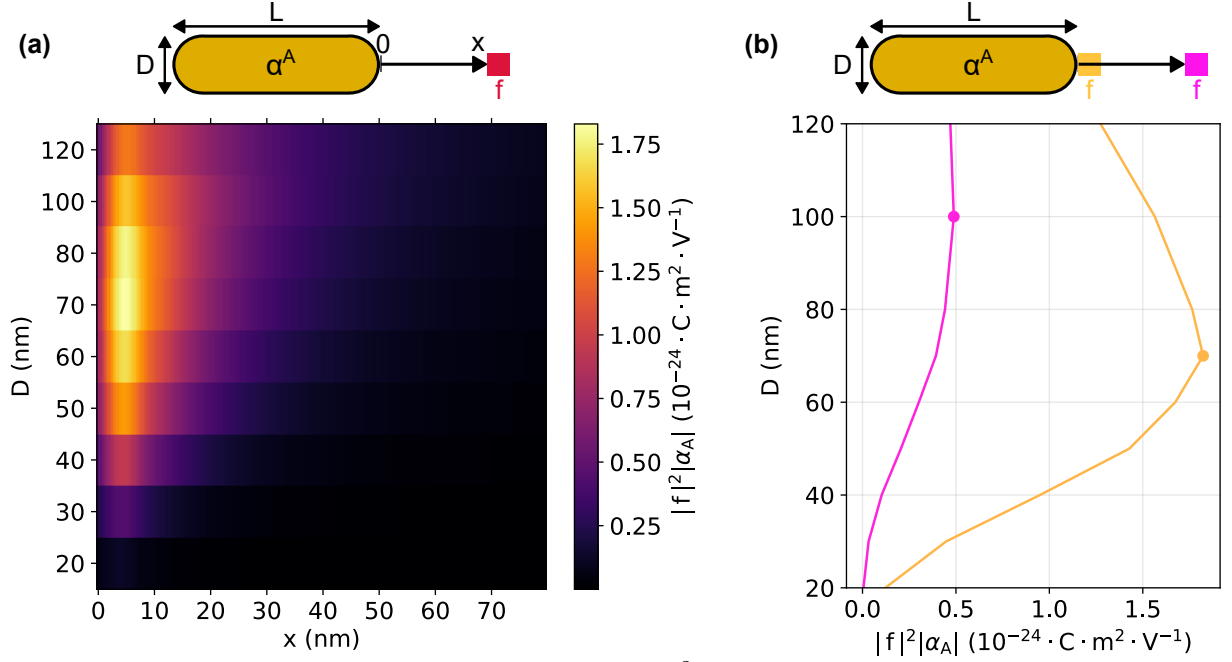 (a)
L
D
α^A
0
x
f
120
100
80
70
60
50
40
30
20
D (nm)
0
10
20
30
40
50
60
70
x (nm)
1.75
1.50
1.25
1.00
0.75
0.50
0.25
|f|²|α_A| (10⁻²⁴ · C · m² · V⁻¹)
(b)
L
D
α^A
f
f
120
100
80
60
40
20
D (nm)
0.0
0.5
1.0
1.5
|f|²|α_A| (10⁻²⁴ · C · m² · V⁻¹)